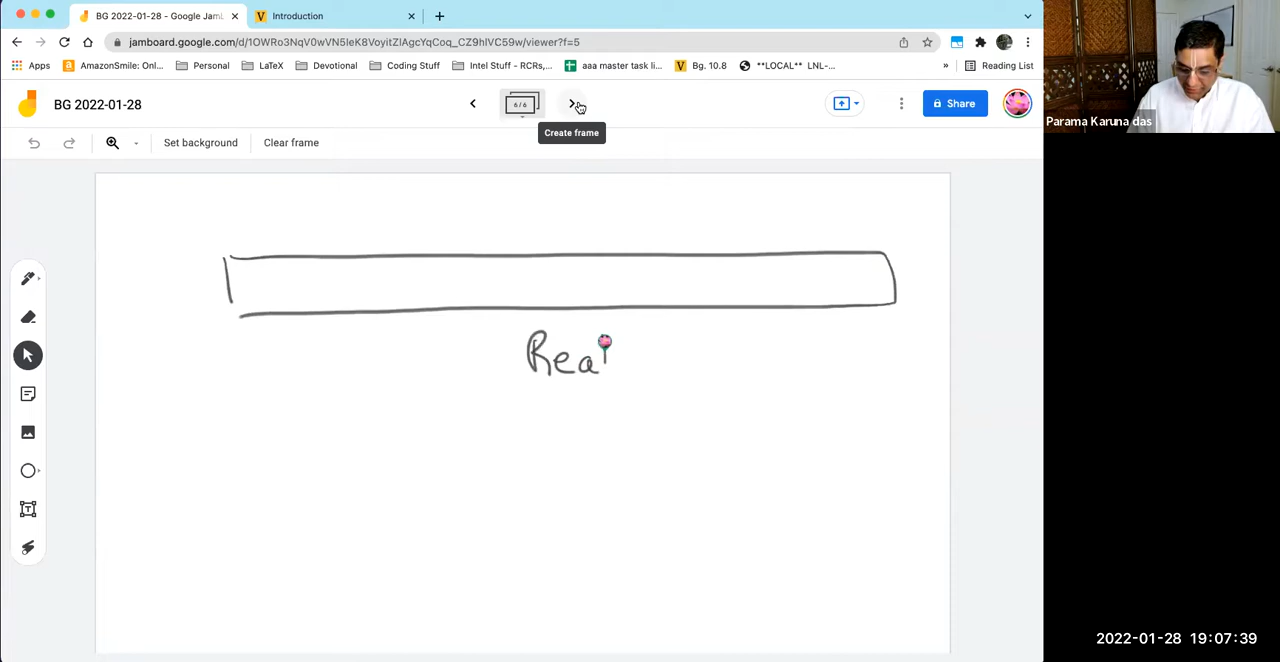 BG 2022-01-28 - Google Jam
Introduction
jamboard.google.com/d/1OWRo3NqV0wVN5leK8VoyitZlAgcYqCoq_CZ9hlVC59w/viewer?f=5
Apps
AmazonSmile: Onl...
Personal
LaTeX
Devotional
Coding Stuff
Intel Stuff - RCRs,...
aaa master task li...
Bg. 10.8
**LOCAL** LNL-...
»
Reading List
BG 2022-01-28
6/6
Share
Create frame
Set background
Clear frame
Parama Karuna das
Rea
2022-01-28 19:07:39